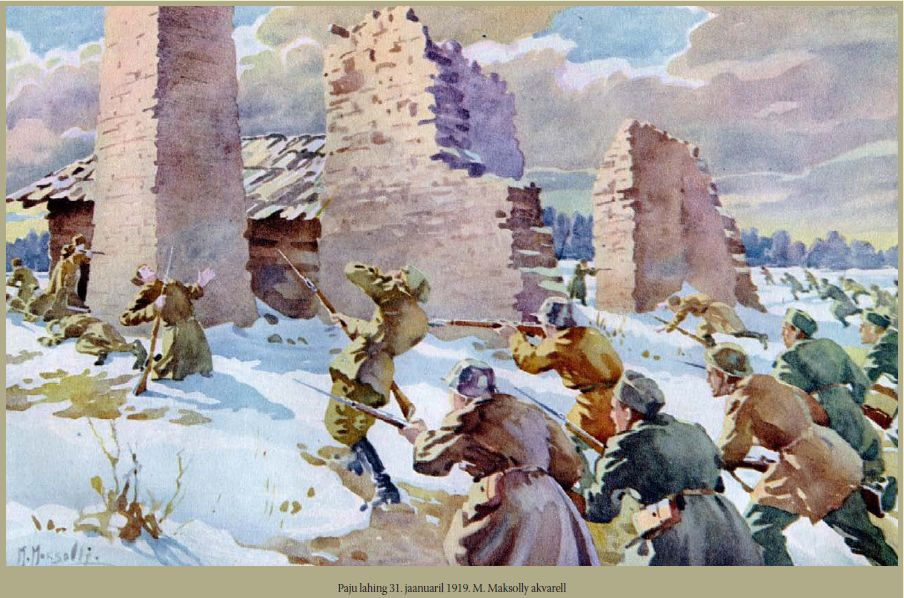 M. Maksolly.
Paju lahing 31. jaanuaril 1919. M. Maksolly akvarell